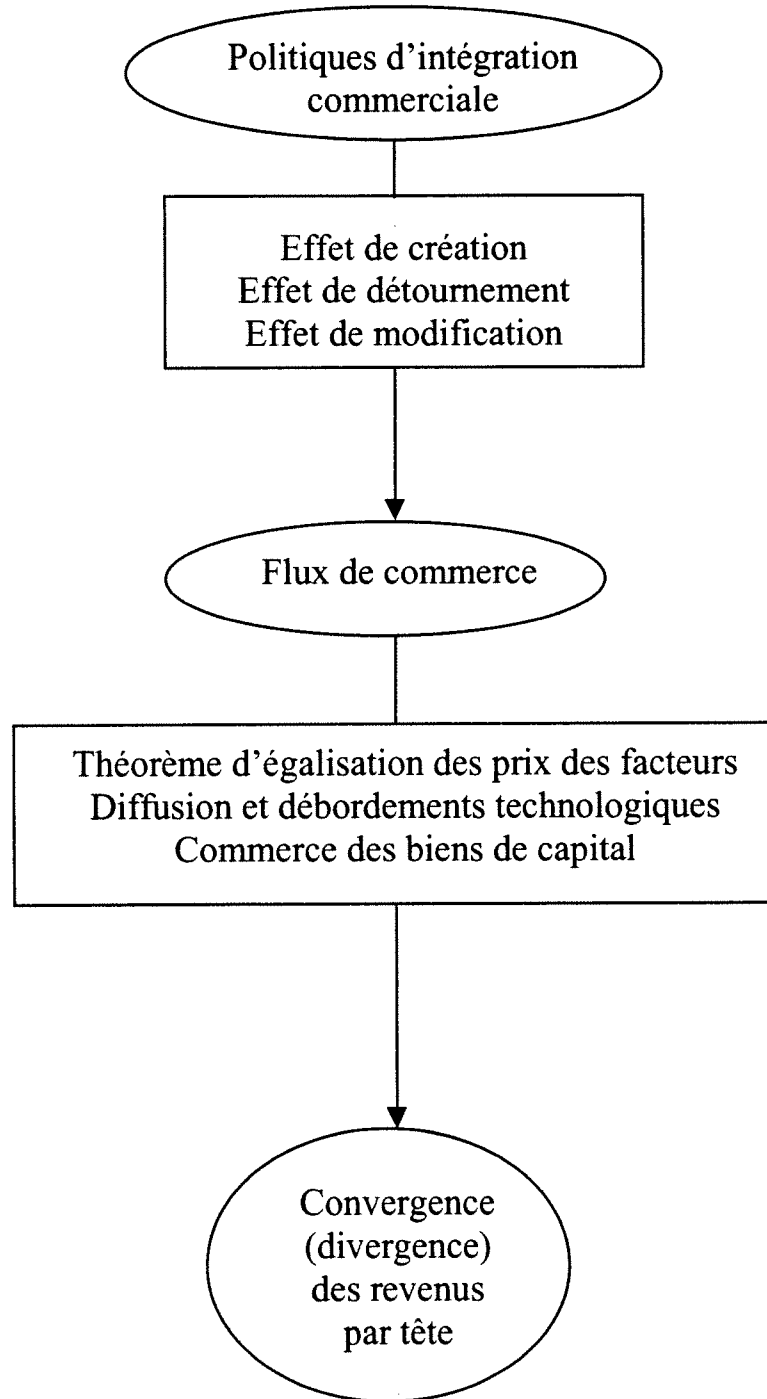 Politiques d'intégration
commerciale
Effet de création
Effet de détournement
Effet de modification
Flux de commerce
Théorème d'égalisation des prix des facteurs
Diffusion et débordements technologiques
Commerce des biens de capital
Convergence
(divergence)
des revenus
par tête